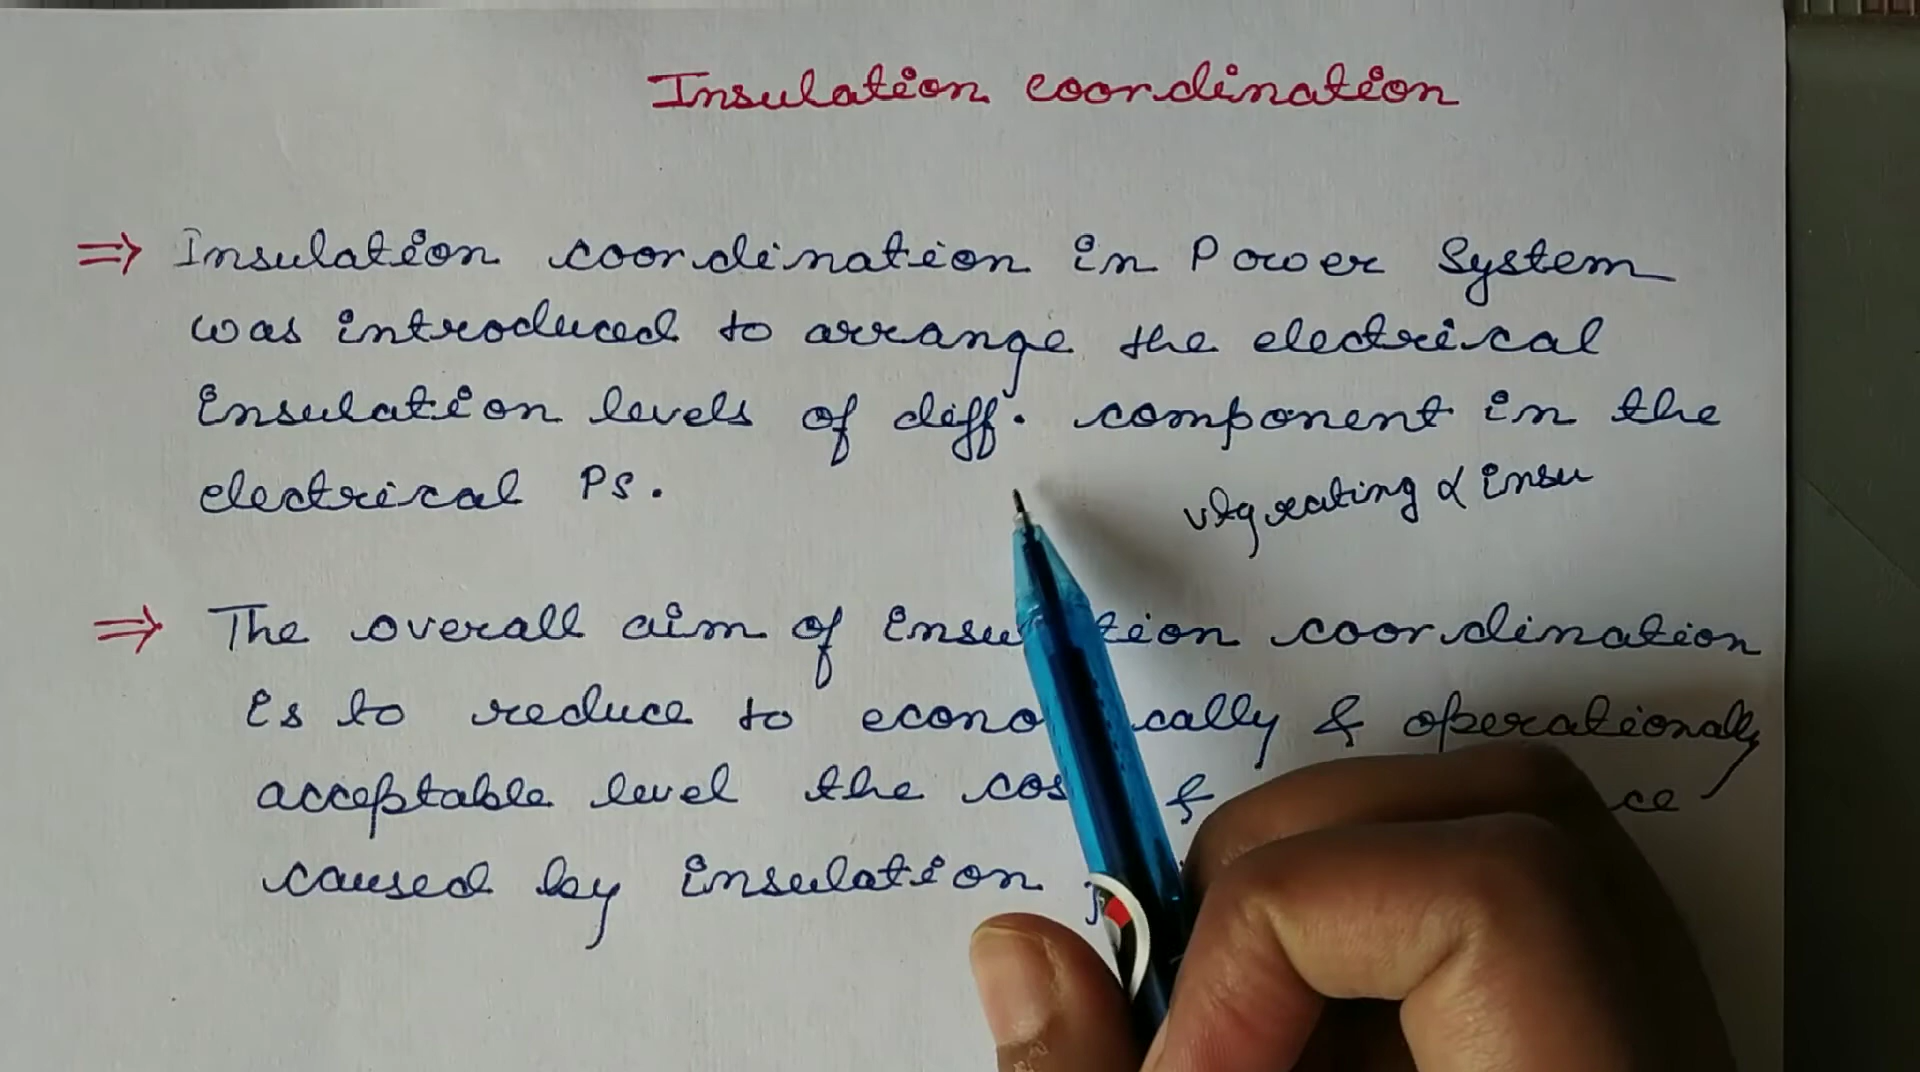 Insulation coordination
⇒ Insulation coordination in Power System
was introduced to arrange the electrical
insulation levels of diff. component in the
electrical PS.
vtg rating α insu
⇒ The overall aim of
coordination
is to reduce to & operationally
acceptable level the &
caused by insulation